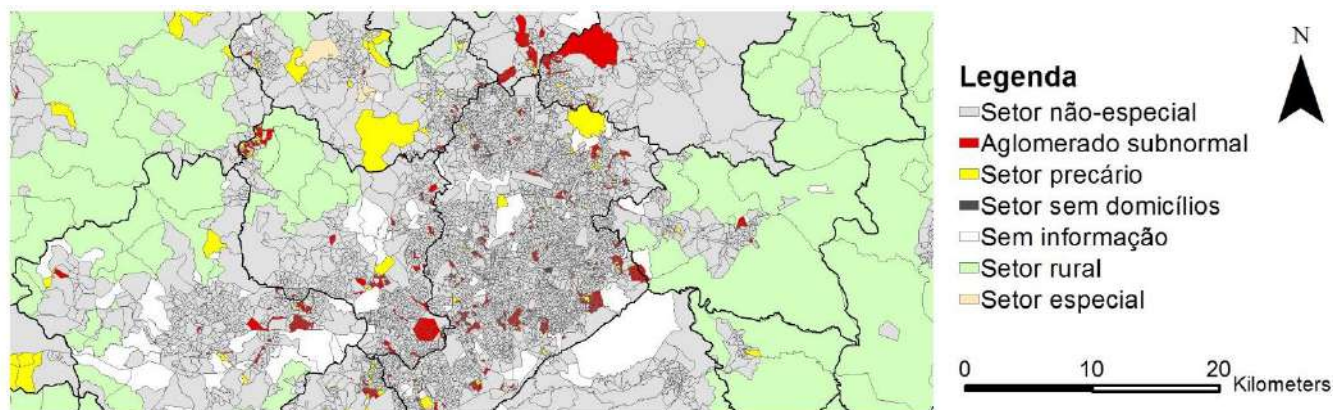 N
Legenda
Setor não-especial
Aglomerado subnormal
Setor precário
Setor sem domicílios
Sem informação
Setor rural
Setor especial
0 10 20 Kilometers